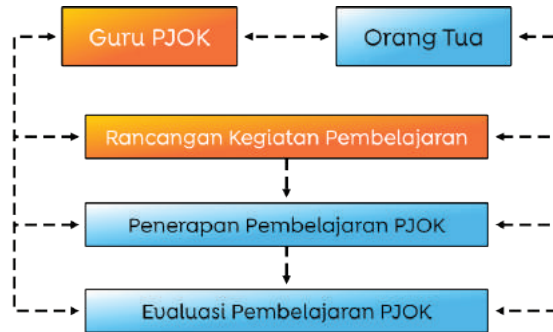 Guru PJOK
Orang Tua
Rancangan Kegiatan Pembelajaran
Penerapan Pembelajaran PJOK
Evaluasi Pembelajaran PJOK